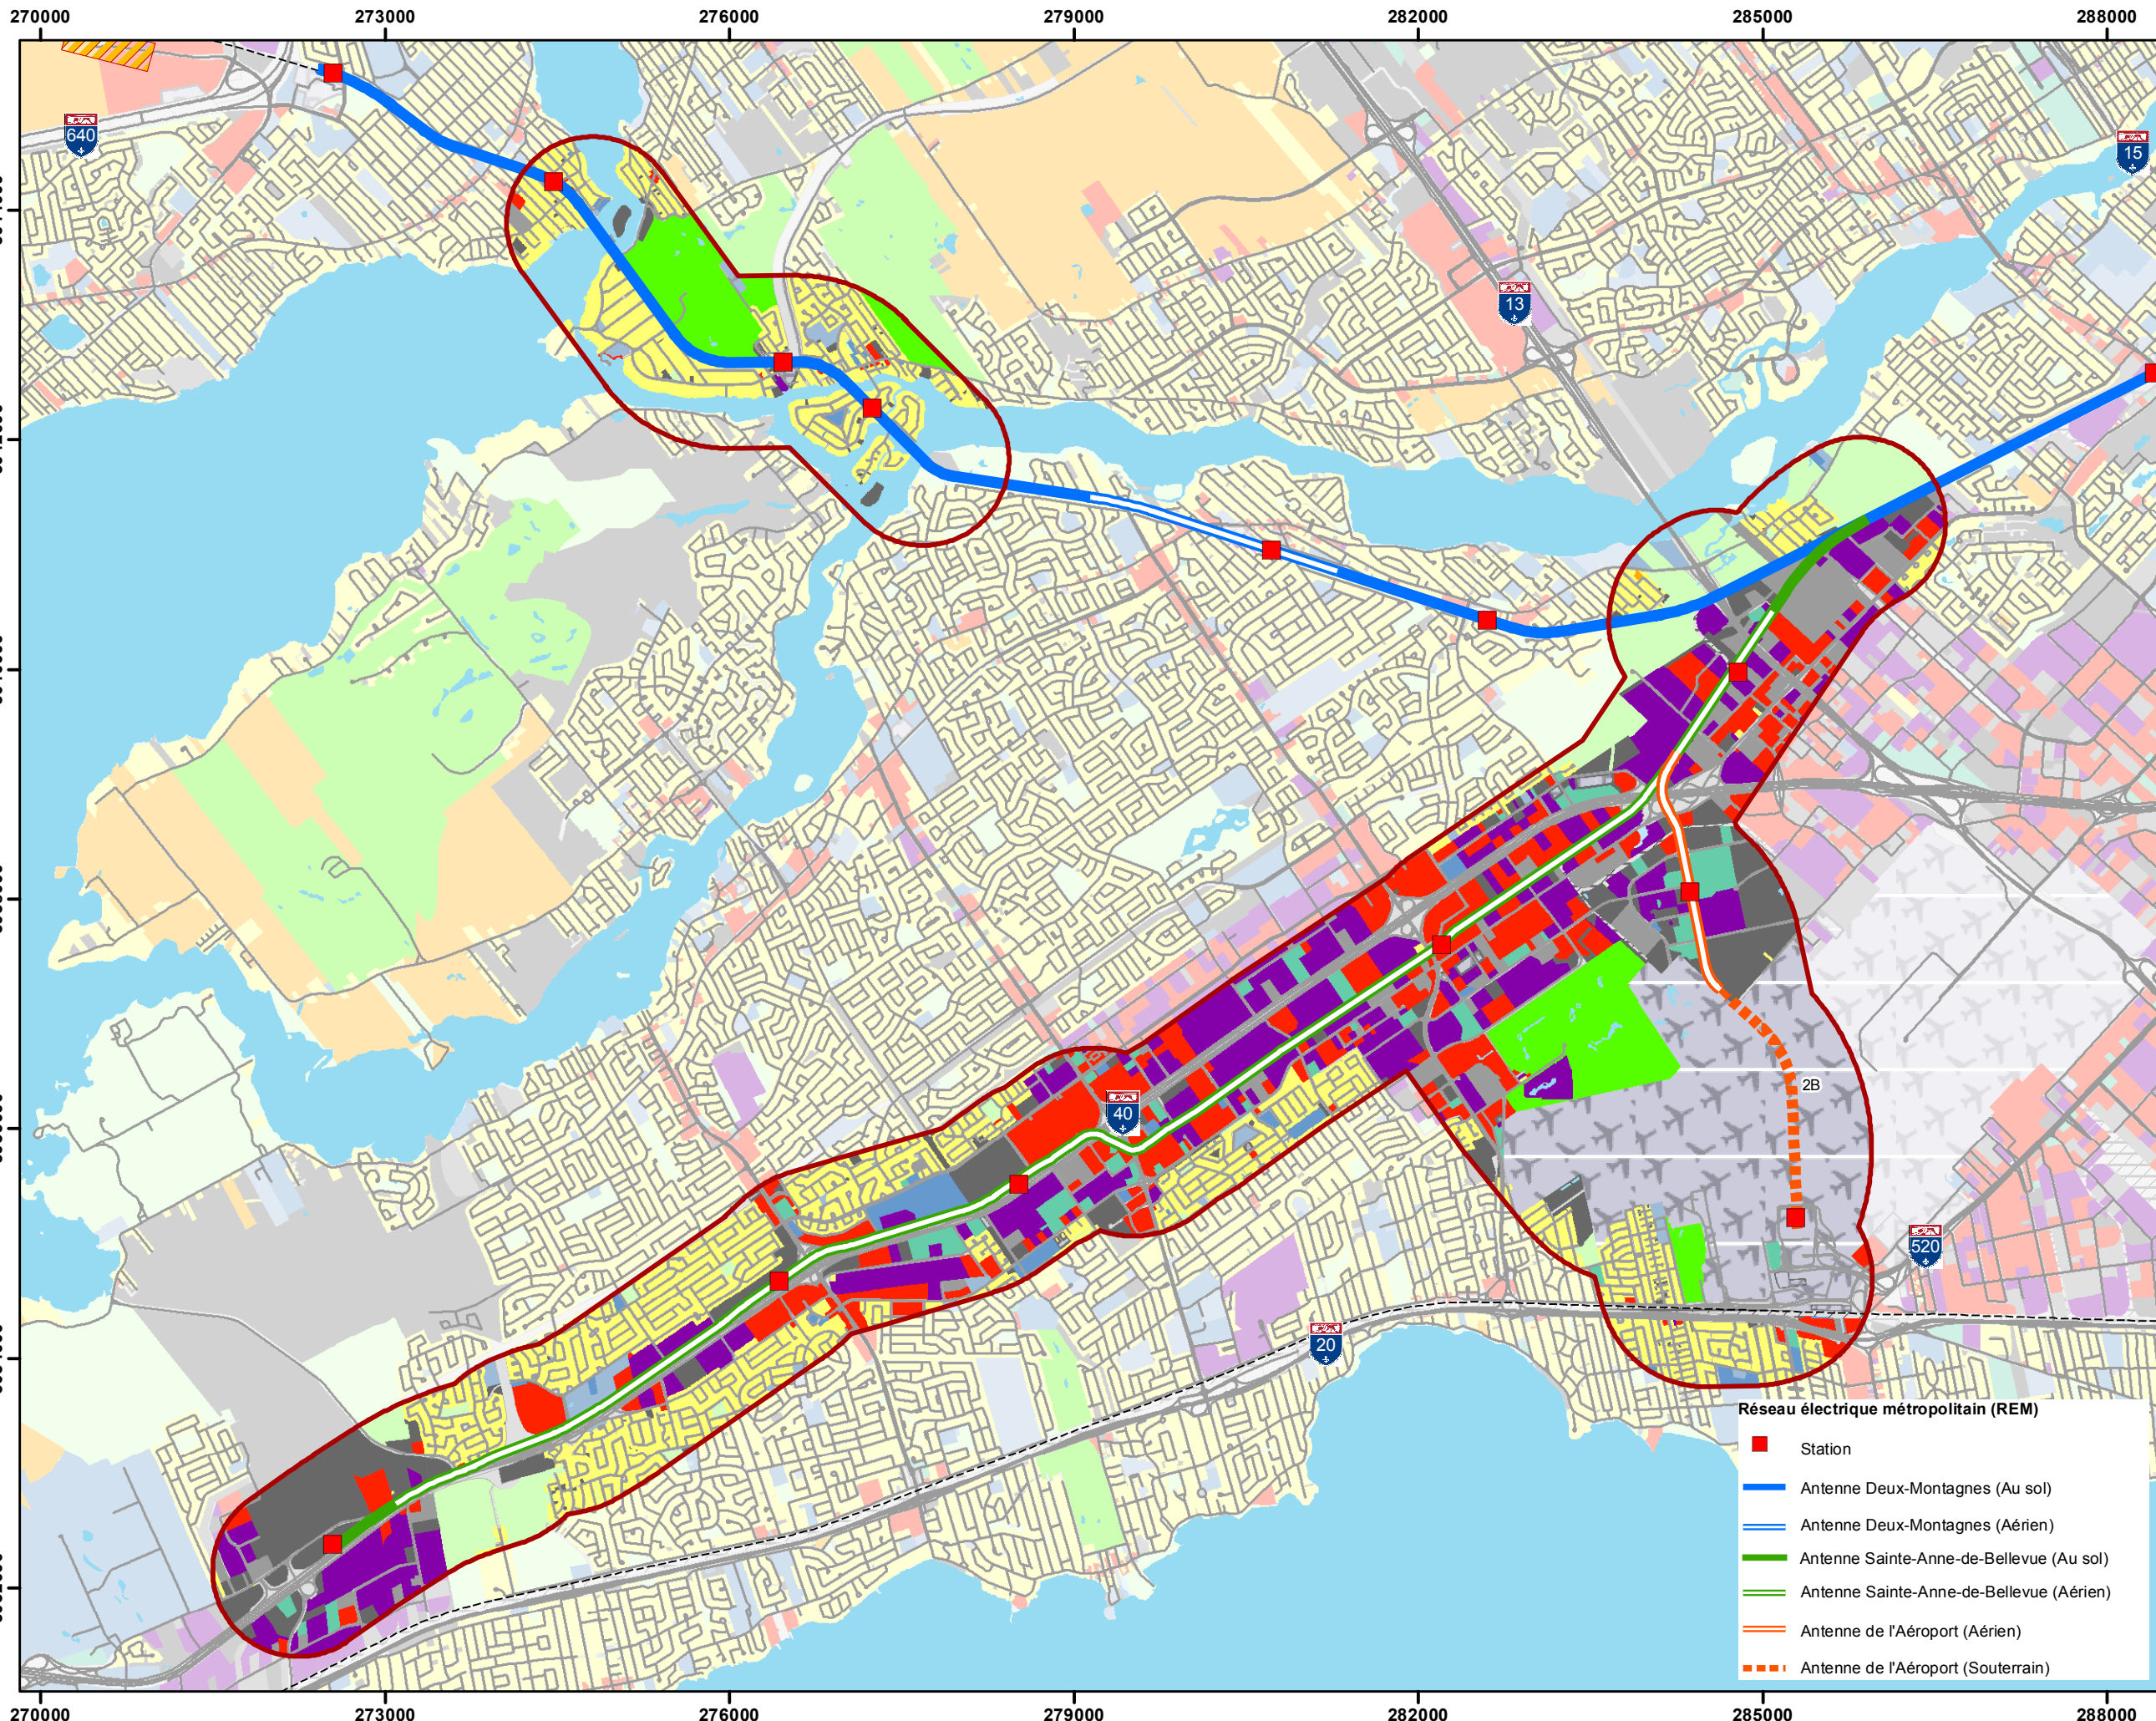 270000 273000 276000 279000 282000 285000 288000
640
15
13
40
2B
520
20
Réseau électrique métropolitain (REM)
Station
Antenne Deux-Montagnes (Au sol)
Antenne Deux-Montagnes (Aérien)
Antenne Sainte-Anne-de-Bellevue (Au sol)
Antenne Sainte-Anne-de-Bellevue (Aérien)
Antenne de l'Aéroport (Aérien)
Antenne de l'Aéroport (Souterrain)
270000 273000 276000 279000 282000 285000 288000